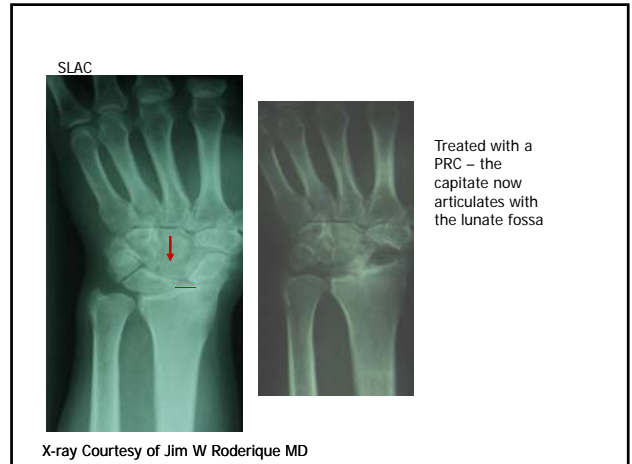 SLAC
Treated with a
PRC – the
capitate now
articulates with
the lunate fossa
X-ray Courtesy of Jim W Roderique MD